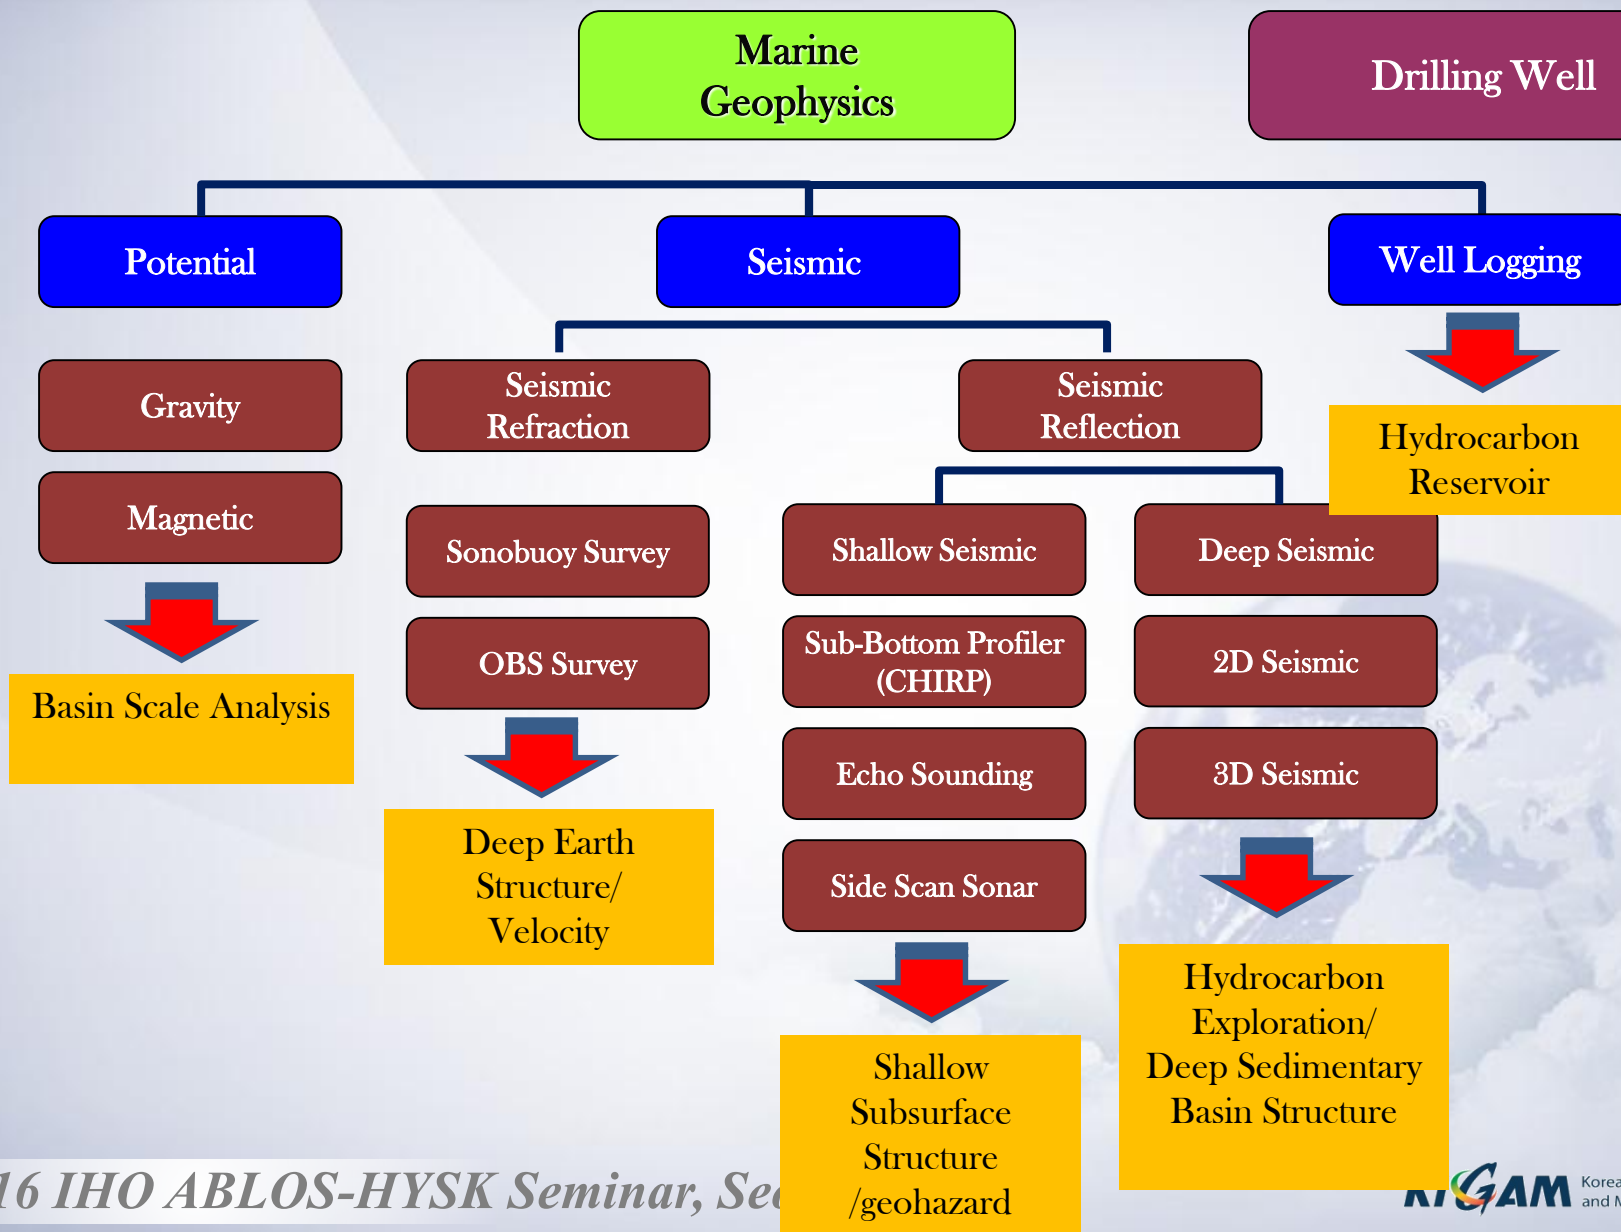 Marine
Geophysics
Drilling Well
Potential
Seismic
Well Logging
Gravity
Magnetic
Basin Scale Analysis
Seismic
Refraction
Sonobuoy Survey
OBS Survey
Deep Earth
Structure/
Velocity
Seismic
Reflection
Shallow Seismic
Sub-Bottom Profiler
(CHIRP)
Echo Sounding
Side Scan Sonar
Shallow
Subsurface
Structure
/geohazard
Deep Seismic
2D Seismic
3D Seismic
Hydrocarbon
Exploration/
Deep Sedimentary
Basin Structure
Hydrocarbon
Reservoir
16 IHO ABLOS-HYSK Seminar,
KIGAM
Korea
and